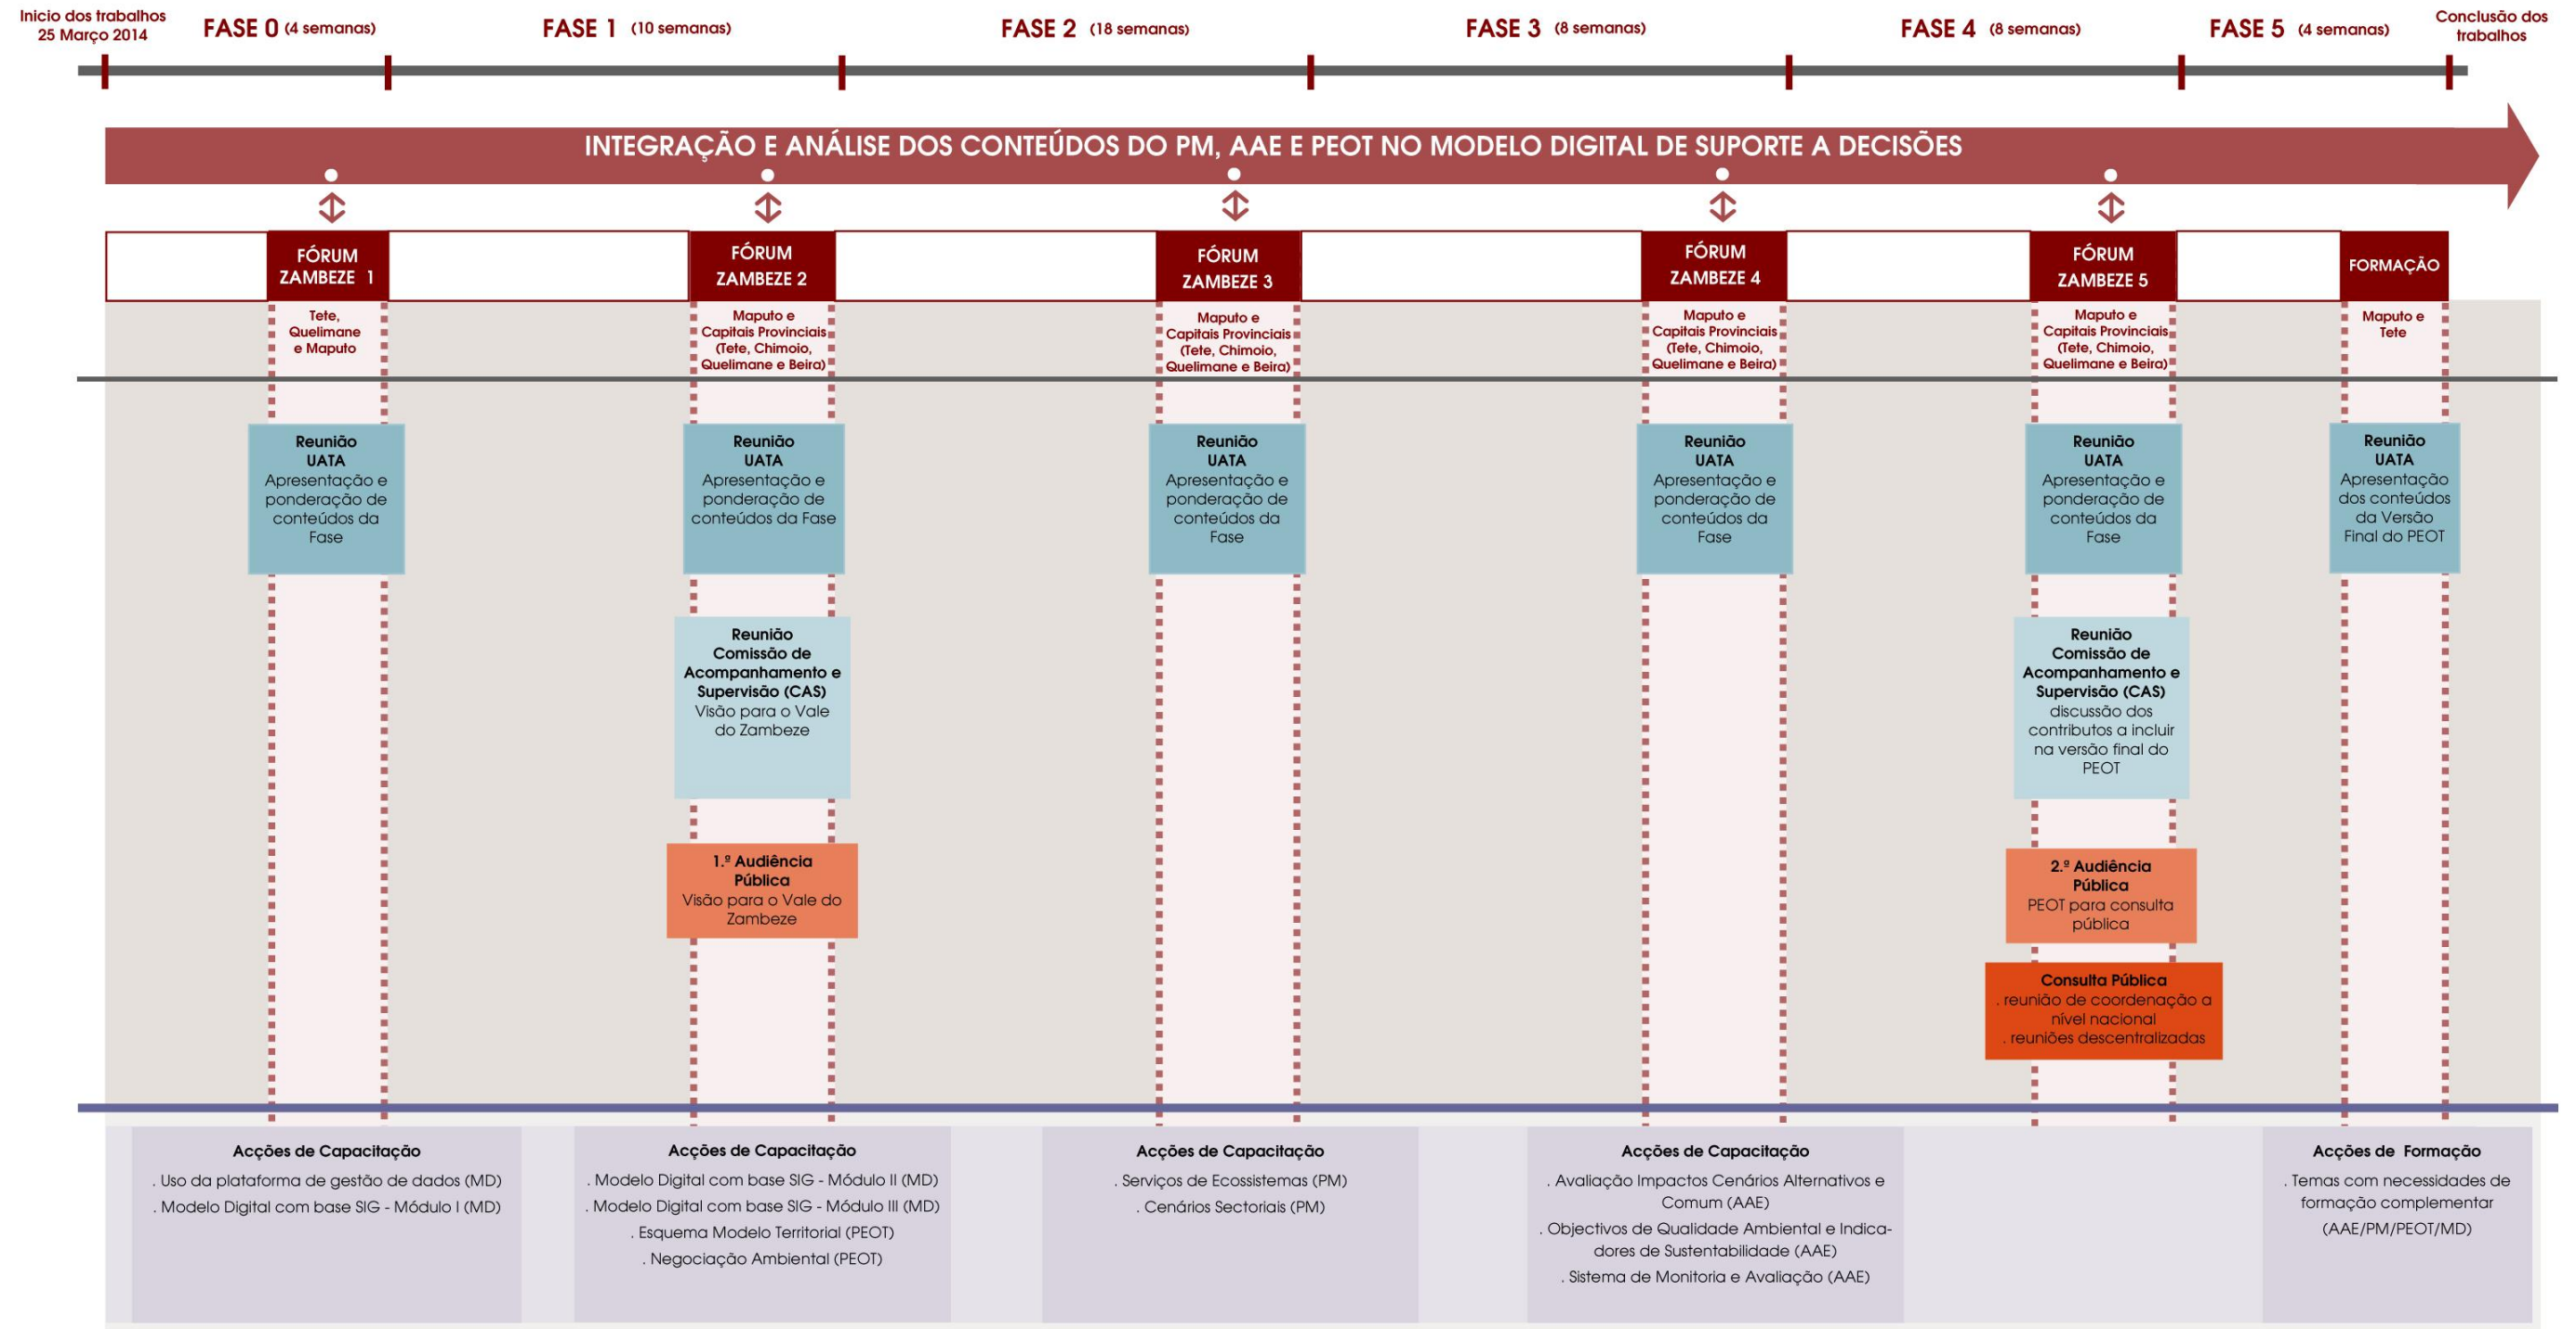 Inicio dos trabalhos
25 Março 2014
FASE 0 (4 semanas)
FASE 1 (10 semanas)
FASE 2 (18 semanas)
FASE 3 (8 semanas)
FASE 4 (8 semanas)
FASE 5 (4 semanas)
Conclusão dos
trabalhos
INTEGRAÇÃO E ANÁLISE DOS CONTEÚDOS DO PM, AAE E PEOT NO MODELO DIGITAL DE SUPORTE A DECISÕES
FÓRUM
ZAMBEZE 1
FÓRUM
ZAMBEZE 2
FÓRUM
ZAMBEZE 3
FÓRUM
ZAMBEZE 4
FÓRUM
ZAMBEZE 5
FORMAÇÃO
Tete,
Quelimane
e Maputo
Maputo e
Capitais Provinciais
(Tete, Chimoio,
Quelimane e Beira)
Maputo e
Capitais Provinciais
(Tete, Chimoio,
Quelimane e Beira)
Maputo e
Capitais Provinciais
(Tete, Chimoio,
Quelimane e Beira)
Maputo e
Capitais Provinciais
(Tete, Chimoio,
Quelimane e Beira)
Maputo e
Tete
Reunião
UATA
Apresentação e
ponderação de
conteúdos da
Fase
Reunião
UATA
Apresentação e
ponderação de
conteúdos da Fase
Reunião
UATA
Apresentação e
ponderação de
conteúdos da
Fase
Reunião
UATA
Apresentação e
ponderação de
conteúdos da
Fase
Reunião
UATA
Apresentação e
ponderação de
conteúdos da
Fase
Reunião
UATA
Apresentação
dos conteúdos
da Versão
Final do PEOT
Reunião
Comissão de
Acompanhamento e
Supervisão (CAS)
Visão para o Vale
do Zambeze
Reunião
Comissão de
Acompanhamento e
Supervisão (CAS)
discussão dos
contributos a incluir
na versão final do
PEOT
1.º Audiência
Pública
Visão para o Vale do
Zambeze
2.º Audiência
Pública
PEOT para consulta
pública
Consulta Pública
. reunião de coordenação a
nível nacional
. reuniões descentralizadas
Acções de Capacitação
. Uso da plataforma de gestão de dados (MD)
. Modelo Digital com base SIG - Módulo I (MD)
Acções de Capacitação
. Modelo Digital com base SIG - Módulo II (MD)
. Modelo Digital com base SIG - Módulo III (MD)
. Esquema Modelo Territorial (PEOT)
. Negociação Ambiental (PEOT)
Acções de Capacitação
. Serviços de Ecossistemas (PM)
. Cenários Sectoriais (PM)
Acções de Capacitação
. Avaliação Impactos Cenários Alternativos e
Comum (AAE)
. Objectivos de Qualidade Ambiental e Indica-
dores de Sustentabilidade (AAE)
. Sistema de Monitoria e Avaliação (AAE)
Acções de Formação
. Temas com necessidades de
formação complementar
(AAE/PM/PEOT/MD)